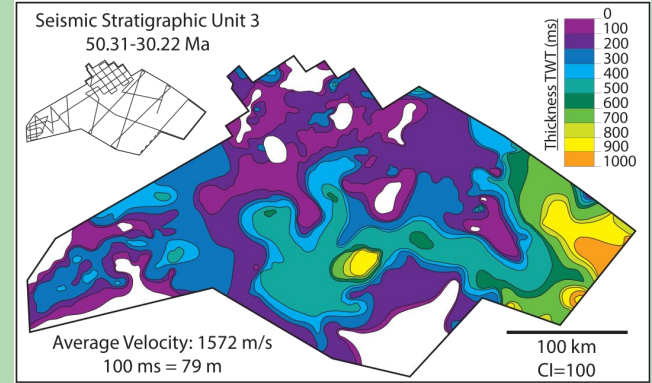 Seismic Stratigraphic Unit 3
50.31-30.22 Ma
Thickness TWT (ms)
0
100
200
300
400
500
600
700
800
900
1000
Average Velocity: 1572 m/s
100 ms = 79 m
100 km
CI=100